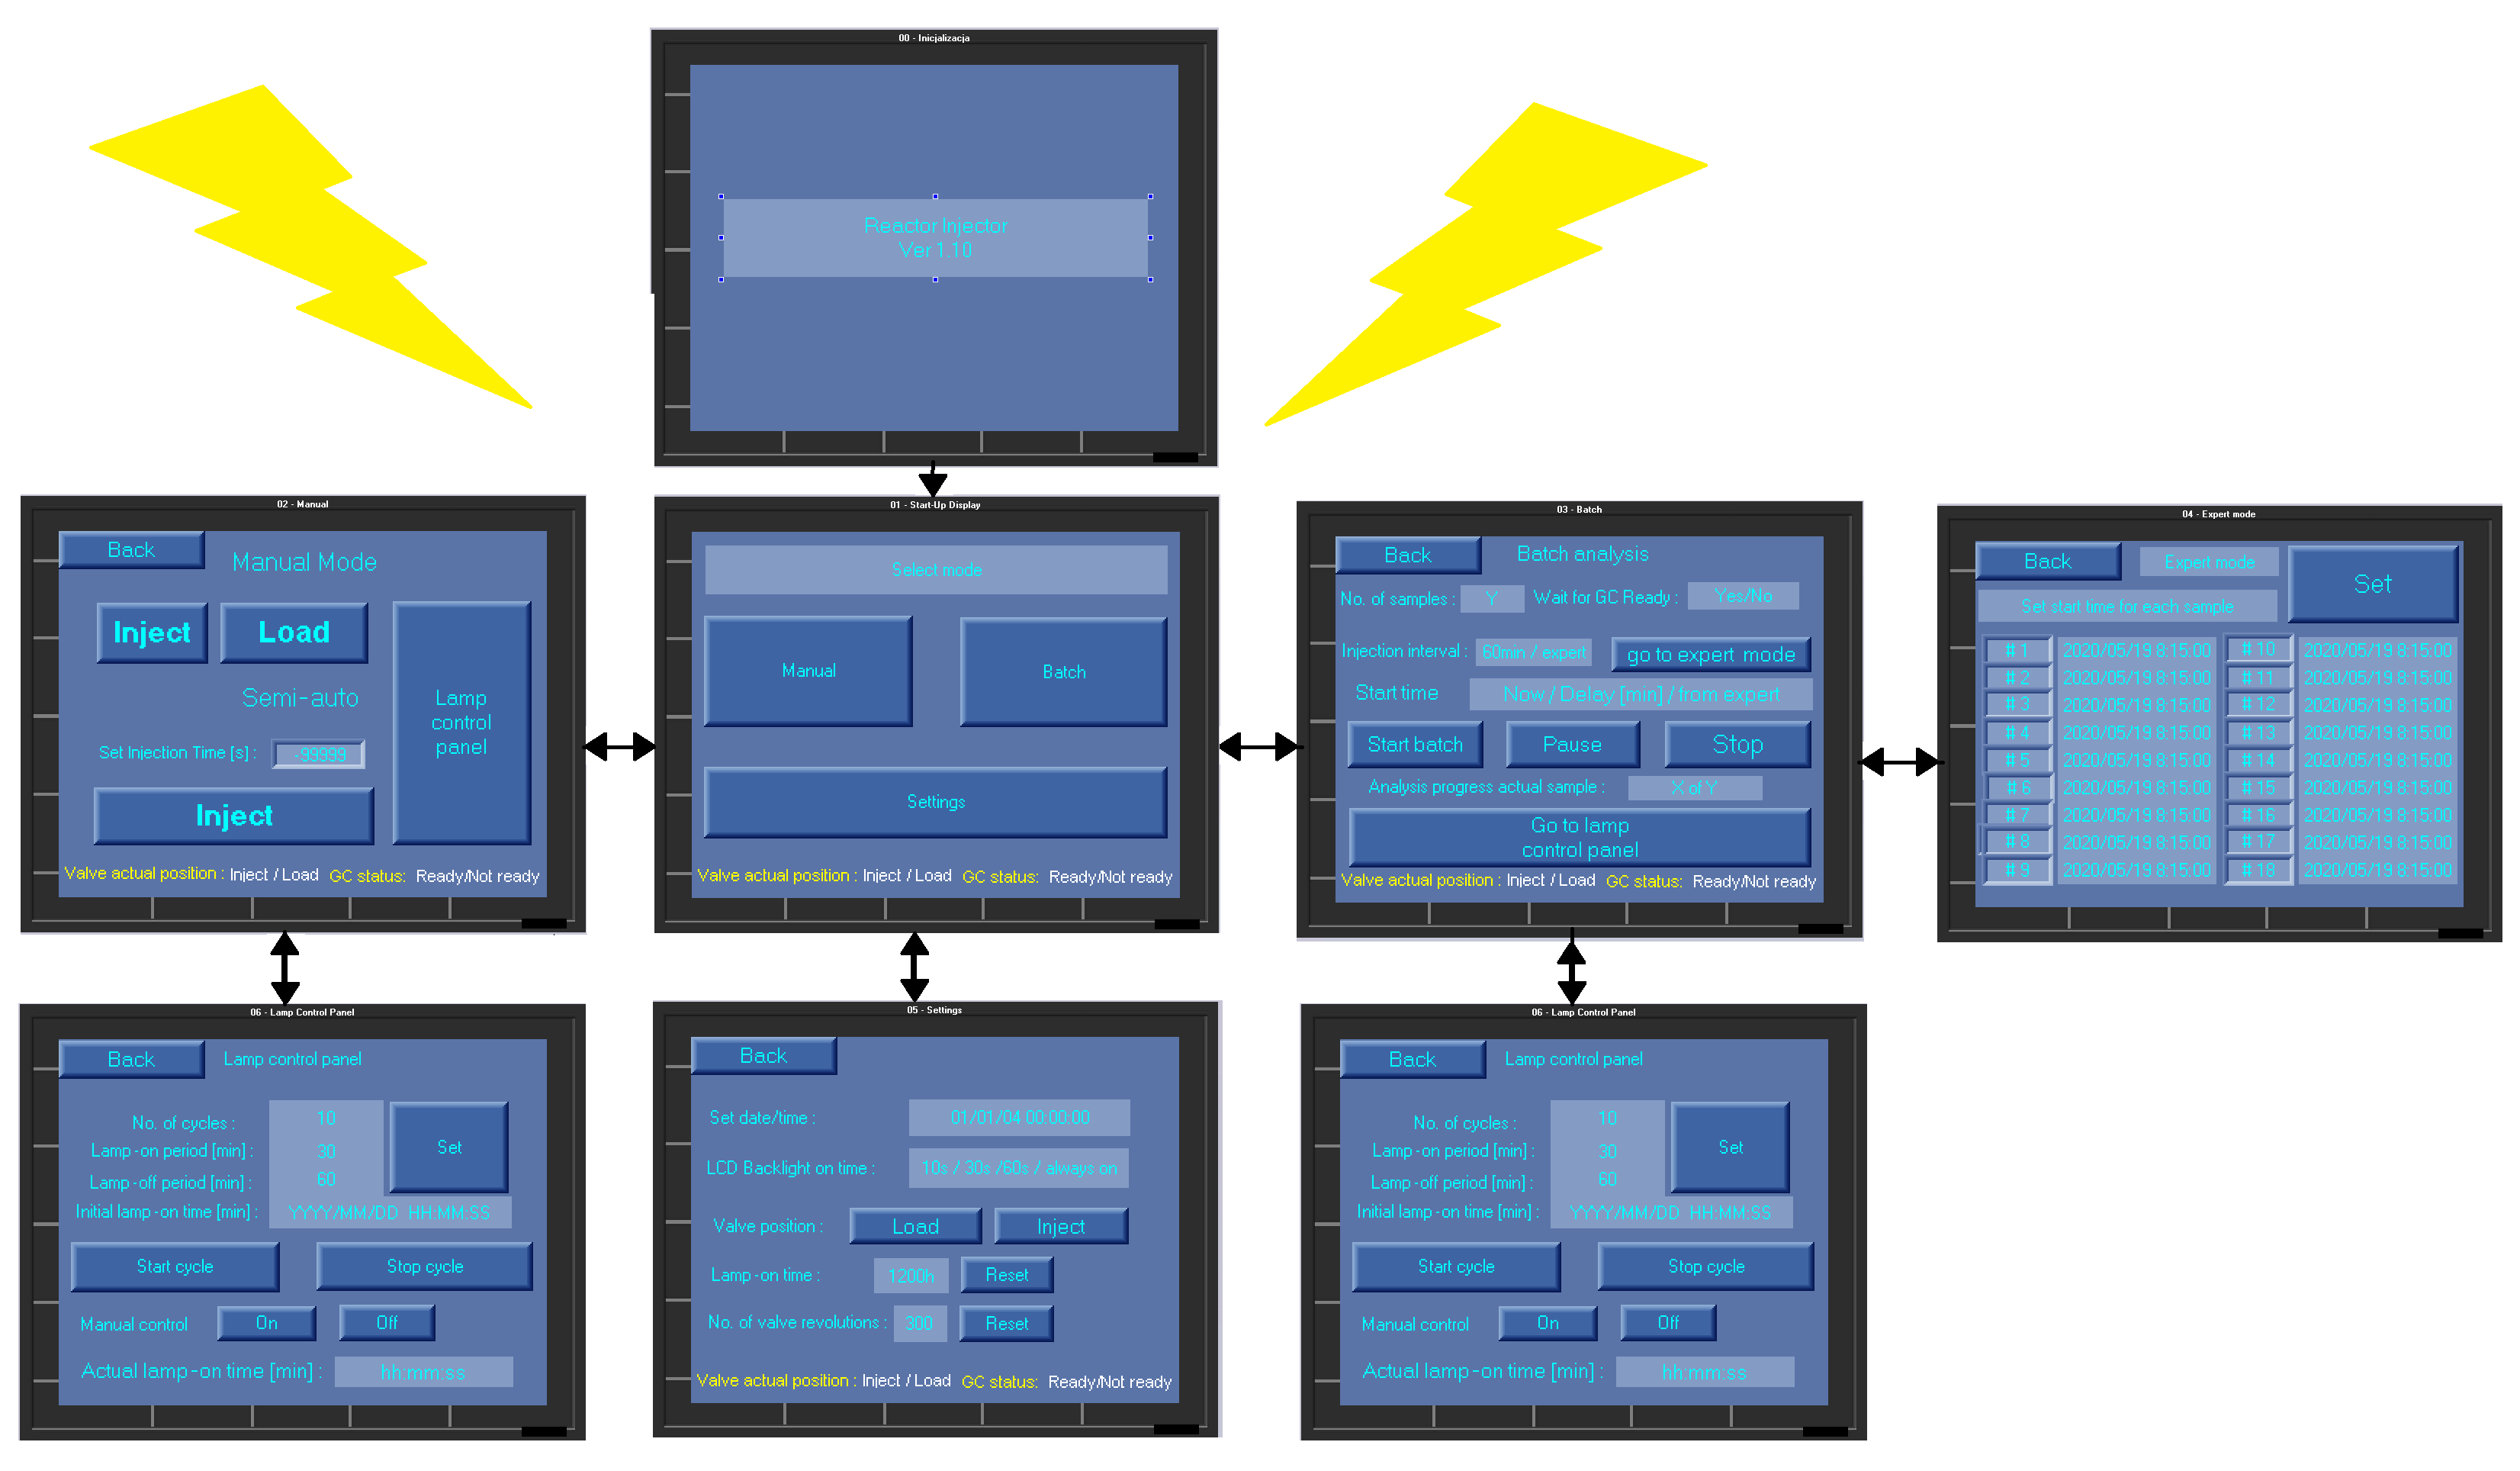 00 - Inicjalizacja
Reactor Injector
Ver 1.10
02 - Manual
Back
Manual Mode
Inject
Load
Lamp
control
panel
Semi-auto
Set Injection Time [s] :
-99999
Inject
Valve actual position : Inject / Load GC status: Ready/Not ready
01 - Start-Up Display
Select mode
Manual
Batch
Settings
Valve actual position : Inject / Load GC status: Ready/Not ready
03 - Batch
Back
Batch analysis
No. of samples : Y Wait for GC Ready : Yes/No
Injection interval : 60min / expert go to expert mode
Start time Now / Delay [min] / from expert
Start batch
Pause
Stop
Analysis progress actual sample : X of Y
Go to lamp
control panel
Valve actual position : Inject / Load GC status: Ready/Not ready
04 - Expert mode
Back
Expert mode
Set
Set start time for each sample
# 1 2020/05/19 8:15:00 # 10 2020/05/19 8:15:00
# 2 2020/05/19 8:15:00 # 11 2020/05/19 8:15:00
# 3 2020/05/19 8:15:00 # 12 2020/05/19 8:15:00
# 4 2020/05/19 8:15:00 # 13 2020/05/19 8:15:00
# 5 2020/05/19 8:15:00 # 14 2020/05/19 8:15:00
# 6 2020/05/19 8:15:00 # 15 2020/05/19 8:15:00
# 7 2020/05/19 8:15:00 # 16 2020/05/19 8:15:00
# 8 2020/05/19 8:15:00 # 17 2020/05/19 8:15:00
# 9 2020/05/19 8:15:00 # 18 2020/05/19 8:15:00
06 - Lamp Control Panel
Back
Lamp control panel
No. of cycles : 10
Lamp-on period [min] : 30
Lamp-off period [min] : 60
Set
Initial lamp-on time [min] : YYYY/MM/DD HH:MM:SS
Start cycle
Stop cycle
Manual control On Off
Actual lamp-on time [min] : hh:mm:ss
05 - Settings
Back
Set date/time : 01/01/04 00:00:00
LCD Backlight on time : 10s / 30s /60s / always on
Valve position : Load Inject
Lamp-on time : 1200h Reset
No. of valve revolutions : 300 Reset
Valve actual position : Inject / Load GC status: Ready/Not ready
06 - Lamp Control Panel
Back
Lamp control panel
No. of cycles : 10
Lamp-on period [min] : 30
Lamp-off period [min] : 60
Set
Initial lamp-on time [min] : YYYY/MM/DD HH:MM:SS
Start cycle
Stop cycle
Manual control On Off
Actual lamp-on time [min] : hh:mm:ss